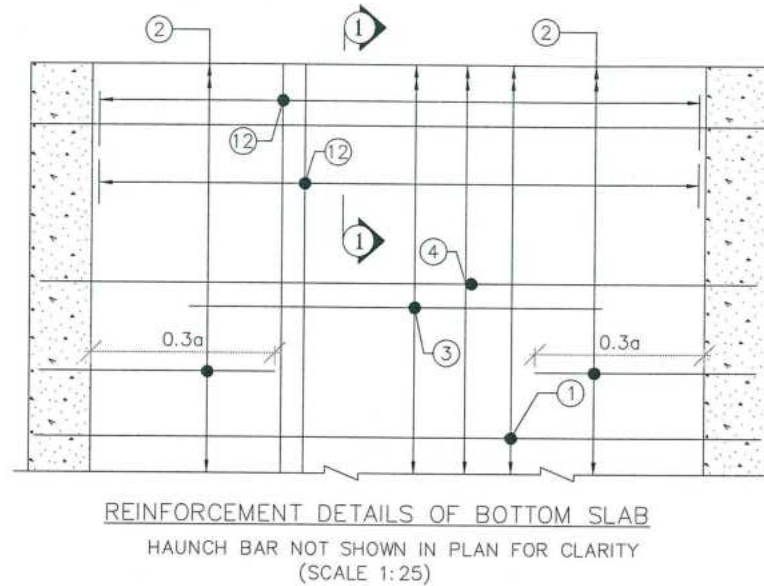 2
1
2
12
12
1
4
0.3a
3
0.3a
1
REINFORCEMENT DETAILS OF BOTTOM SLAB
HAUNCH BAR NOT SHOWN IN PLAN FOR CLARITY
(SCALE 1:25)